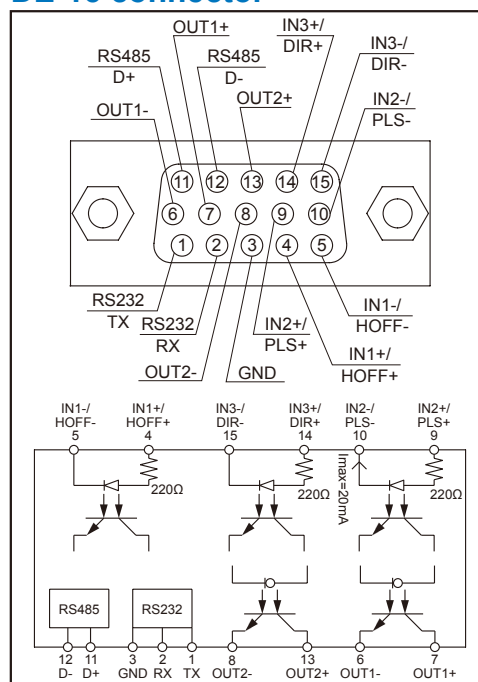 connector
OUT1+
IN3+/
DIR+
RS485
D+
RS485
D-
IN3-/
DIR-
OUT1-
OUT2+
IN2-/
PLS-
11 12 13 14 15
6 7 8 9 10
1 2 3 4 5
RS232
TX
RS232
RX
IN2+/
PLS+
IN1-/
HOFF-
OUT2-
GND
IN1+/
HOFF+
IN1-/
HOFF-
5
IN1+/
HOFF+
4
IN3-/
DIR-
15
IN3+/
DIR+
14
IN2-/
PLS-
10
IN2+/
PLS+
9
220Ω
220Ω
Imax=20mA
220Ω
RS485
RS232
12 11 3 2 1 8 13 6 7
D- D+ GND RX TX OUT2- OUT2+ OUT1- OUT1+